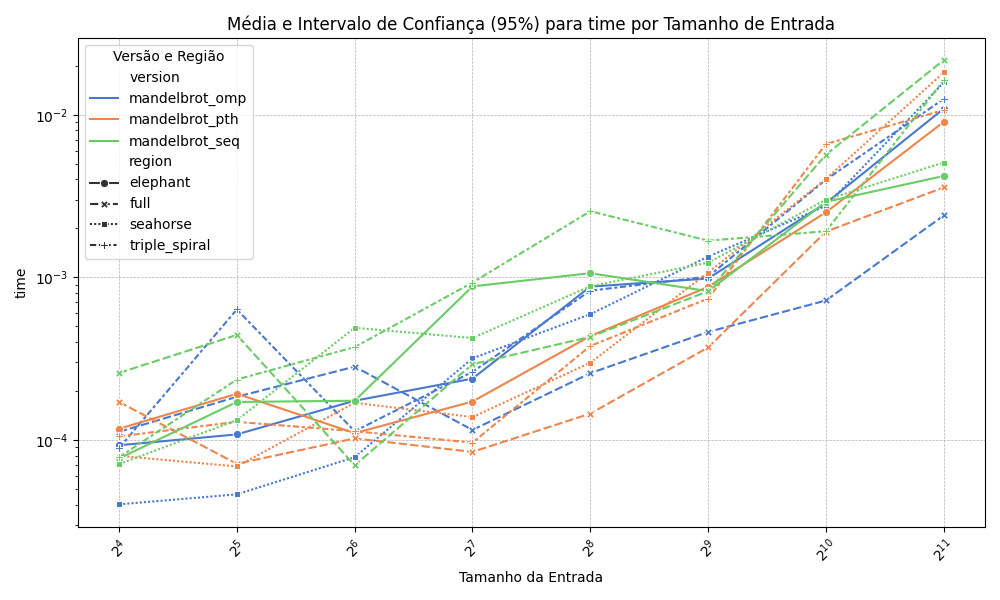 Média e Intervalo de Confiança (95%) para time por Tamanho de Entrada
Versão e Região
version
mandelbrot_omp
mandelbrot_pth
mandelbrot_seq
region
elephant
full
seahorse
triple_spiral
time
10⁻²
10⁻³
10⁻⁴
2⁴
2⁵
2⁶
2⁷
2⁸
2⁹
2¹⁰
2¹¹
Tamanho da Entrada